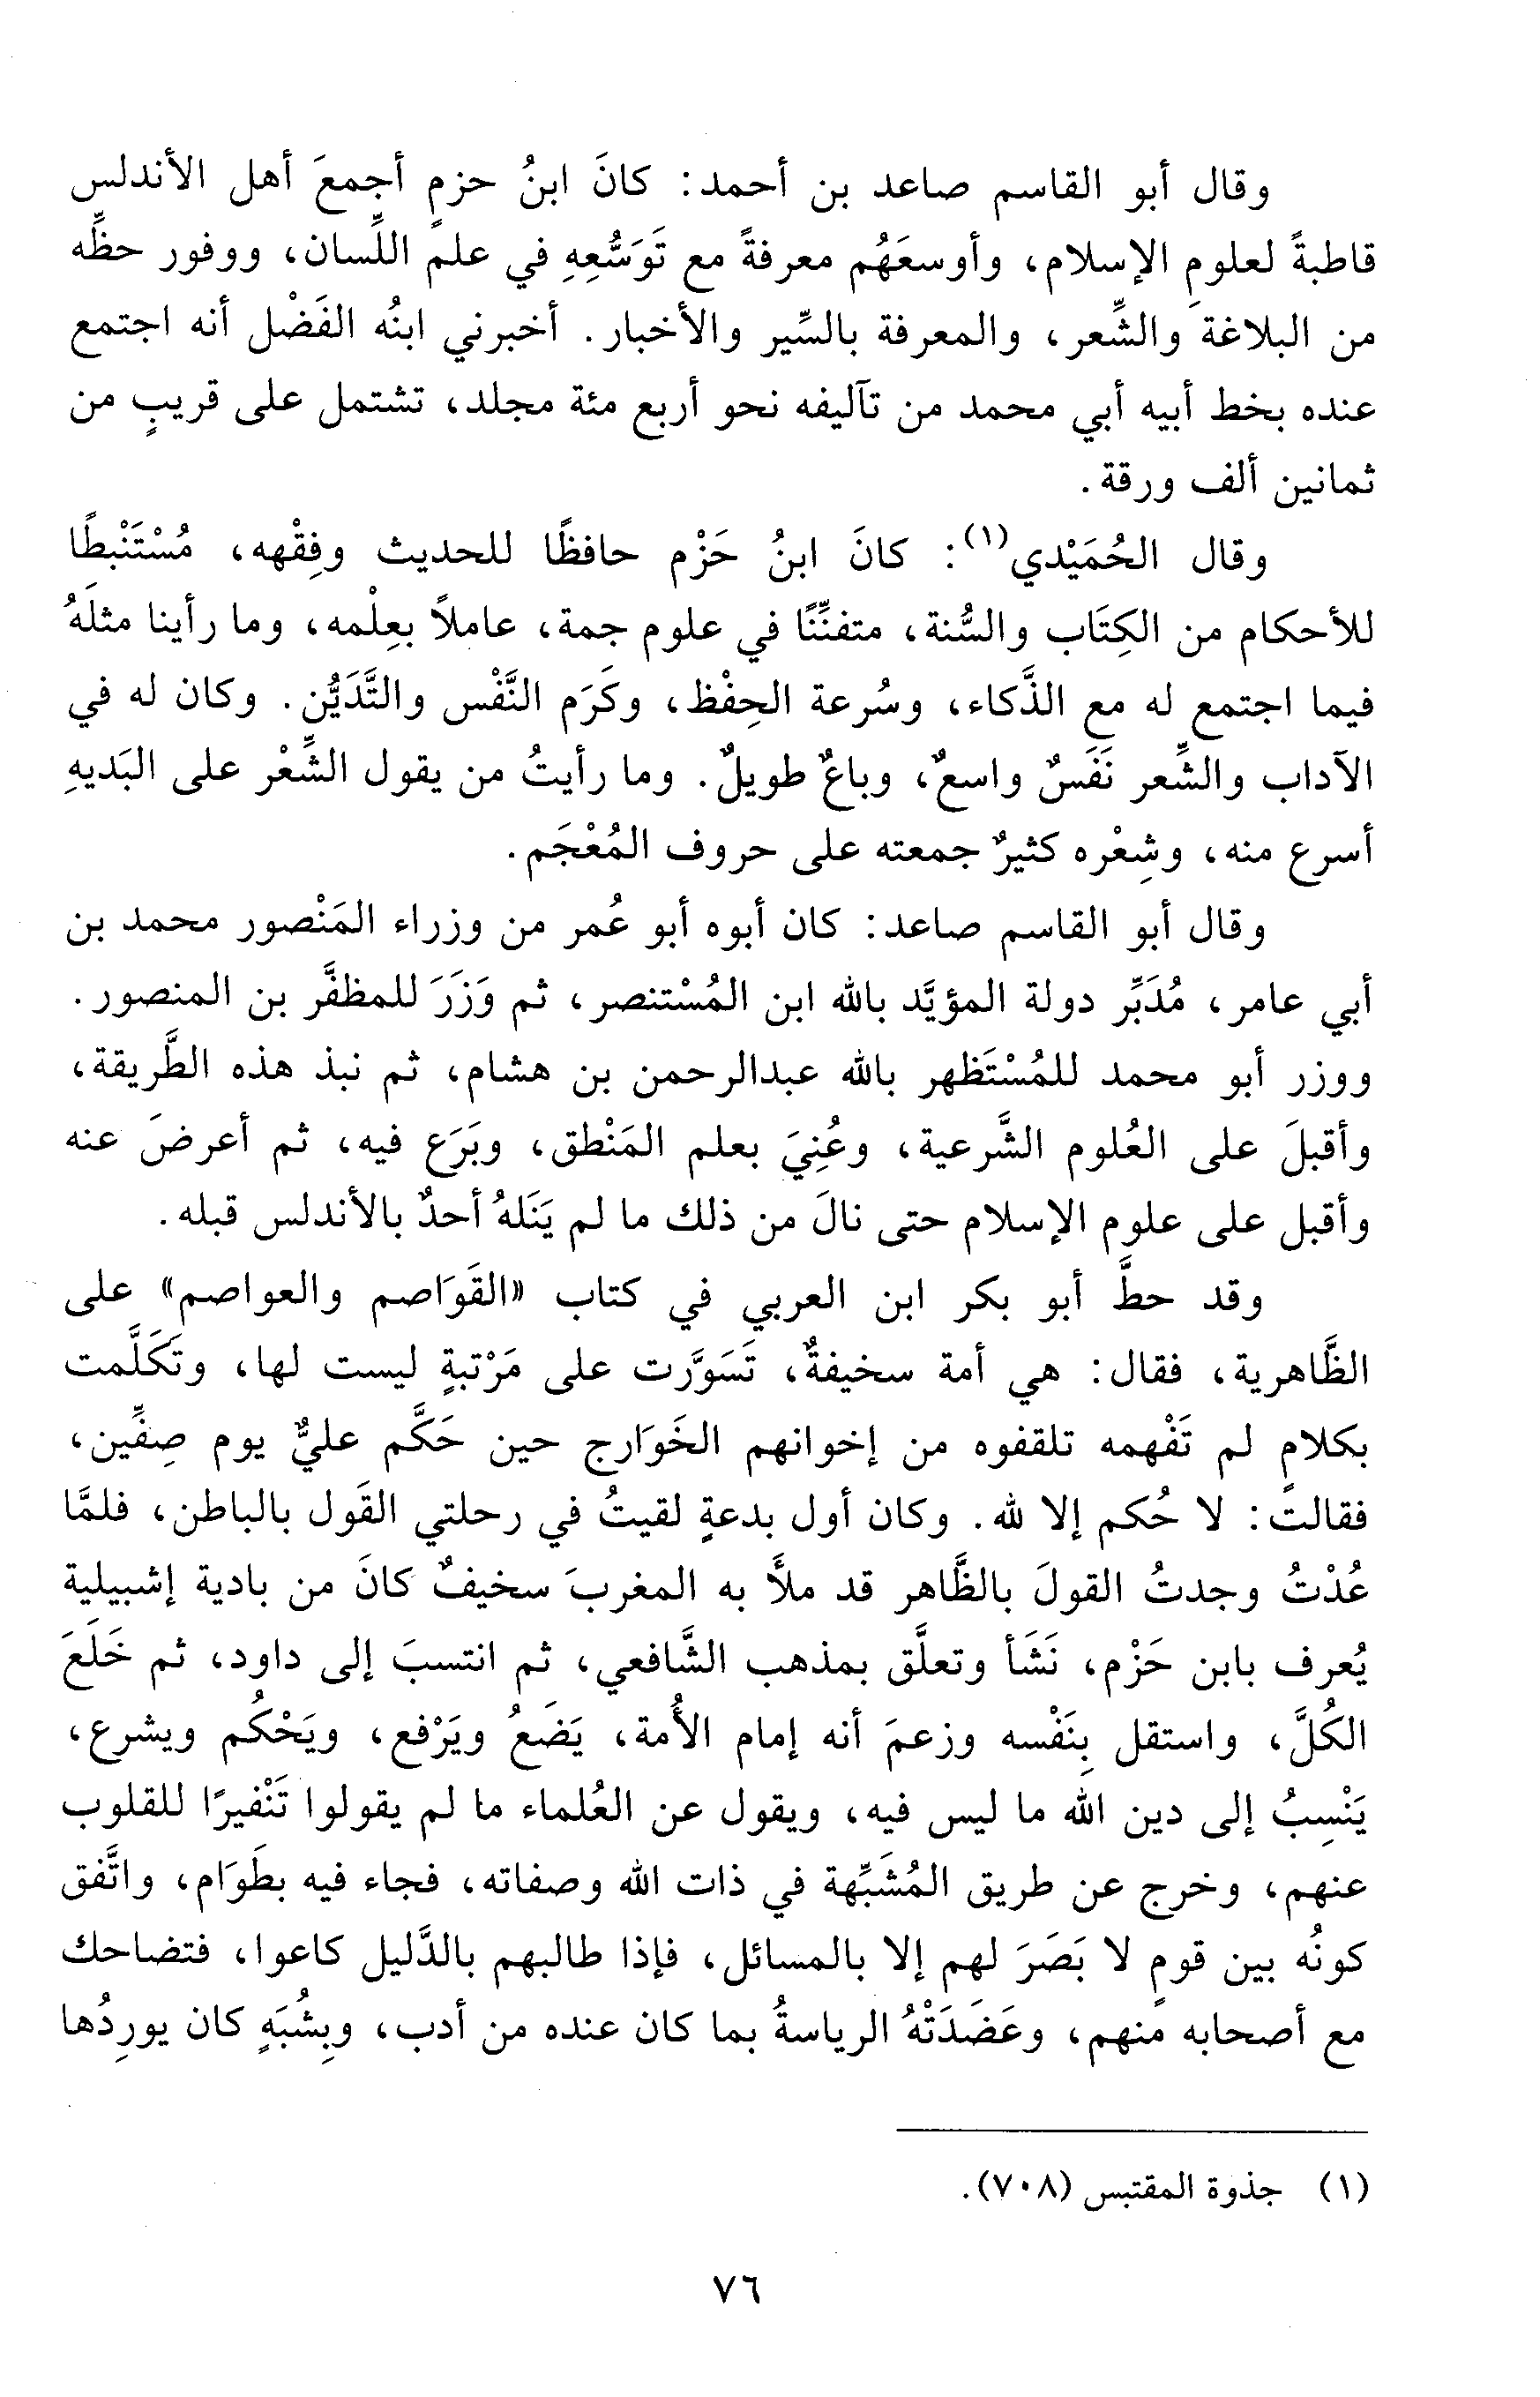 وقال أبو القاسم صاعد بن أحمد: كانَ ابنُ حزمٍ أجمعَ أهل الأندلس
قاطبةً لعلومِ الإسلام، وأوسعَهُم معرفةً مع تَوَسُّعِهِ في علمِ اللِّسان، ووفور حظِّه
من البلاغة والشِّعر، والمعرفة بالسِّير والأخبار. أخبرني ابنُه الفَضْل أنه اجتمع
عنده بخط أبيه أبي محمد من تآليفه نحو أربع مئة مجلد، تشتمل على قريبٍ من
ثمانين ألف ورقة.
وقال الحُمَيْدي(١): كانَ ابنُ حَزْم حافظًا للحديث وفِقْهه، مُسْتَنْبطًا
للأحكام من الكِتَاب والسُّنة، متفنِّنًا في علوم جمة، عاملاً بعِلْمه، وما رأينا مثلَهُ
فيما اجتمع له مع الذَّكاء، وسُرعة الحِفْظ، وكَرَم النَّفْس والتَّدَيُّن. وكان له في
الآداب والشِّعر نَفَسٌ واسعٌ، وباعٌ طويلٌ. وما رأيتُ من يقول الشِّعْر على البَديهِ
أسرع منه، وشِعْره كثيرٌ جمعته على حروف المُعْجَم.
وقال أبو القاسم صاعد: كان أبوه أبو عُمر من وزراء المَنْصور محمد بن
أبي عامر، مُدَبِّر دولة المؤيَّد بالله ابن المُسْتنصر، ثم وَزَرَ للمظفَّر بن المنصور.
ووزر أبو محمد للمُسْتَظهر بالله عبدالرحمن بن هشام، ثم نبذ هذه الطَّريقة،
وأقبلَ على العُلوم الشَّرعية، وعُنِيَ بعلم المَنْطق، وبَرَع فيه، ثم أعرضَ عنه
وأقبل على علوم الإسلام حتى نالَ من ذلك ما لم يَنَلهُ أحدٌ بالأندلس قبله.
وقد حطَّ أبو بكر ابن العربي في كتاب «القَوَاصم والعواصم» على
الظَّاهرية، فقال: هي أمة سخيفةٌ، تَسَوَّرت على مَرْتبةٍ ليست لها، وتَكَلَّمت
بكلامٍ لم تَفْهمه تلقفوه من إخوانهم الخَوَارج حين حَكَّم عليٌّ يوم صِفِّين،
فقالت: لا حُكم إلا لله. وكان أول بدعةٍ لقيتُ في رحلتي القَول بالباطن، فلمَّا
عُدْتُ وجدتُ القولَ بالظَّاهر قد ملأَ به المغربَ سخيفٌ كانَ من بادية إشبيلية
يُعرف بابن حَزْم، نَشَأ وتعلَّق بمذهب الشَّافعي، ثم انتسبَ إلى داود، ثم خَلَعَ
الكُلَّ، واستقل بِنَفْسه وزعمَ أنه إمام الأُمة، يَضَعُ ويَرْفع، ويَحْكُم ويشرع،
يَنْسِبُ إلى دين الله ما ليس فيه، ويقول عن العُلماء ما لم يقولوا تَنْفيرًا للقلوب
عنهم، وخرج عن طريق المُشَبِّهة في ذات الله وصفاته، فجاء فيه بطَوَام، واتَّفق
كونُه بين قومٍ لا بَصَرَ لهم إلا بالمسائل، فإذا طالبهم بالدَّليل كاعوا، فتضاحك
مع أصحابه منهم، وعَضَدَتْهُ الرياسةُ بما كان عنده من أدب، وبِشُبَهٍ كان يورِدُها
(١) جذوة المقتبس (٧٠٨).
٧٦